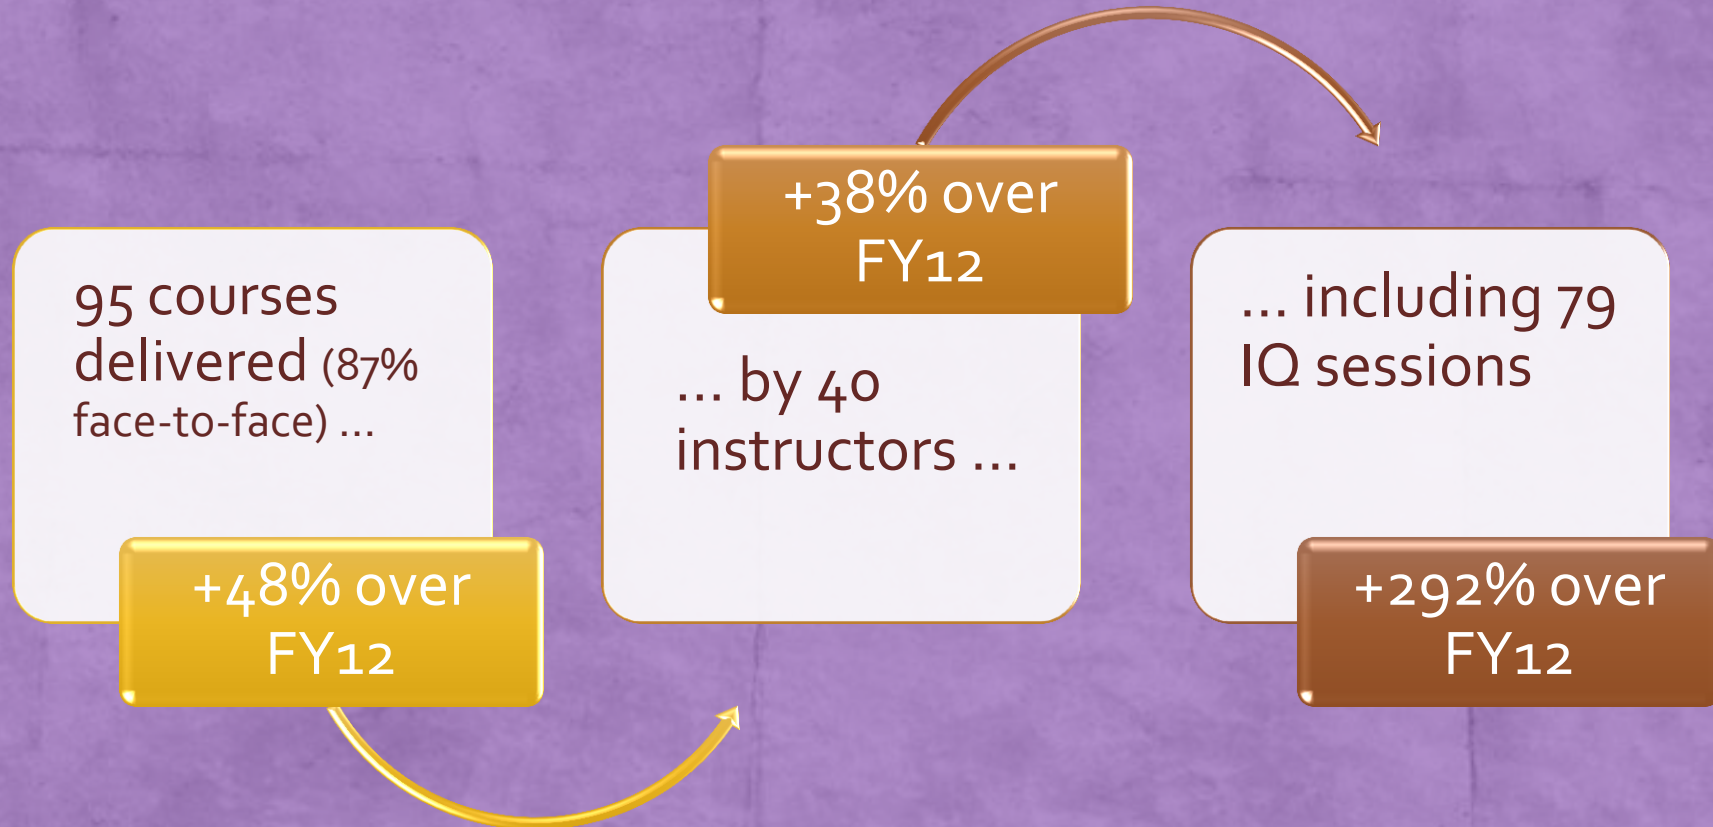 95 courses
delivered (87%
face-to-face) ...
+48% over
FY12
+38% over
FY12
... by 40
instructors ...
... including 79
IQ sessions
+292% over
FY12